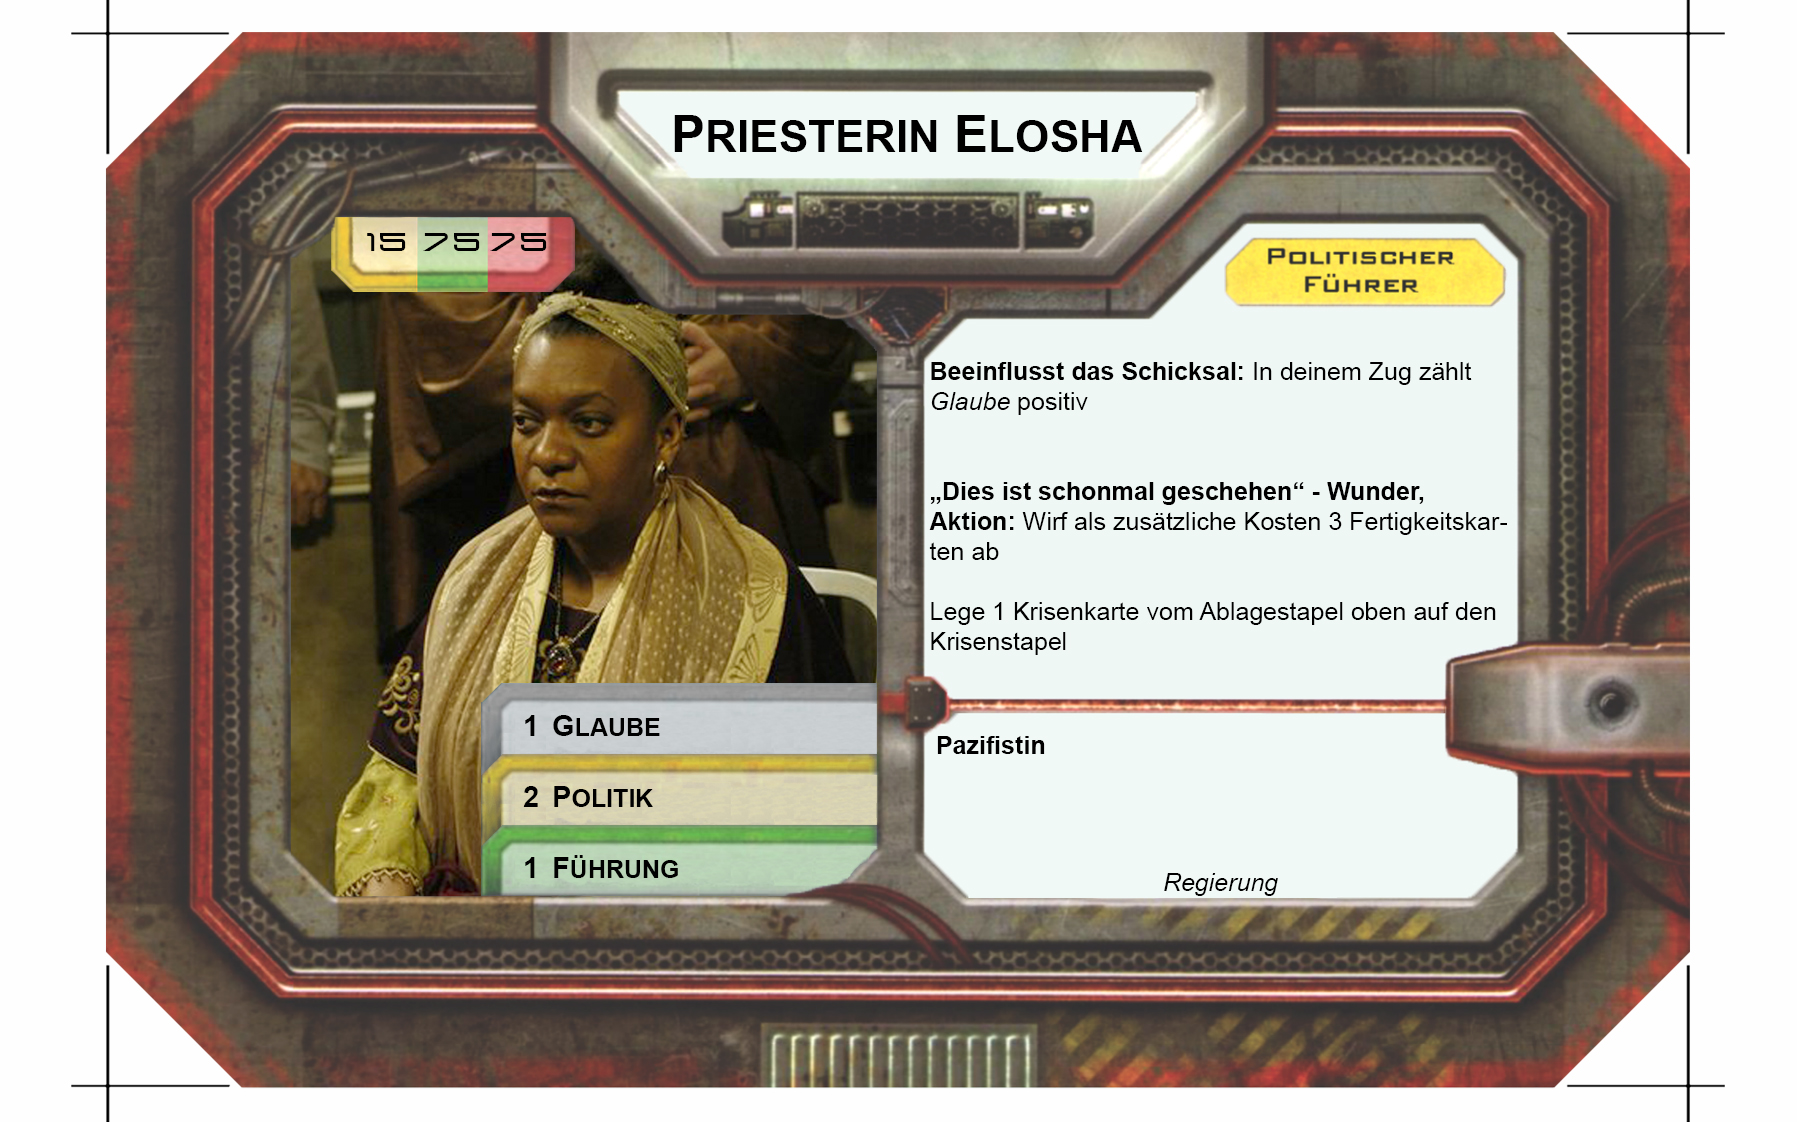 PRIESTERIN ELOSHA
15 75 75
POLITISCHER
FÜHRER
Beeinflusst das Schicksal: In deinem Zug zählt
Glaube positiv
„Dies ist schonmal geschehen“ - Wunder,
Aktion: Wirf als zusätzliche Kosten 3 Fertigkeitskar-
ten ab
Lege 1 Krisenkarte vom Ablagestapel oben auf den
Krisenstapel
1 GLAUBE
2 POLITIK
1 FÜHRUNG
Pazifistin
Regierung